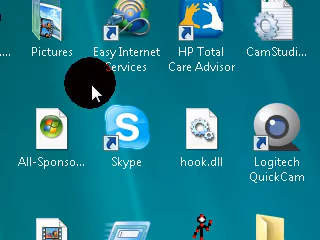 ....
Pictures
Easy Internet
Services
HP Total
Care Advisor
CamStudi...
All-Sponso...
Skype
hook.dll
Logitech
QuickCam